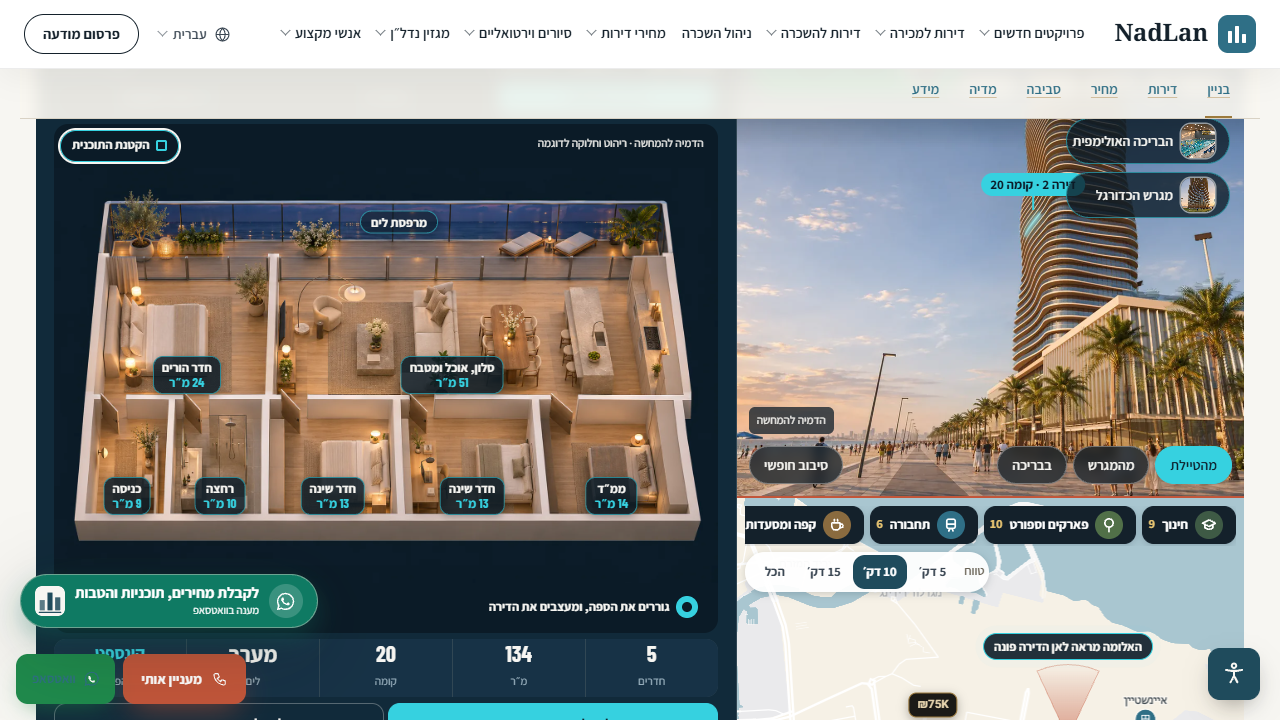 NadLan
פרויקטים חדשים
דירות למכירה
דירות להשכרה
ניהול השכרה
מחירי דירות
סיורים וירטואליים
מגזין נדל״ן
אנשי מקצוע
עברית
פרסום מודעה
בניין
דירות
מחיר
סביבה
מדיה
מידע
הבריכה האולימפית
מגרש הכדורגל
דירה 2 · קומה 20
הדמיה להמחשה
מהטיילת
מהמגרש
בבריכה
סיבוב חופשי
חינוך 9
פארקים וספורט 10
תחבורה 6
קפה ומסעדות
טווח
5 דק׳
10 דק׳
15 דק׳
הכל
האלומה מראה לאן הדירה פונה
₪75K
איינשטיין
הדמיה להמחשה · ריהוט וחלוקה לדוגמה
הקטנת התוכנית
מרפסת לים
חדר הורים
24 מ״ר
סלון, אוכל ומטבח
51 מ״ר
כניסה
9 מ״ר
רחצה
10 מ״ר
חדר שינה
13 מ״ר
חדר שינה
13 מ״ר
ממ״ד
14 מ״ר
גוררים את הספה, ומעצבים את הדירה
5
חדרים
134
מ״ר
20
קומה
לקבלת מחירים, תוכניות והטבות
מענה בוואטסאפ
מעניין אותי